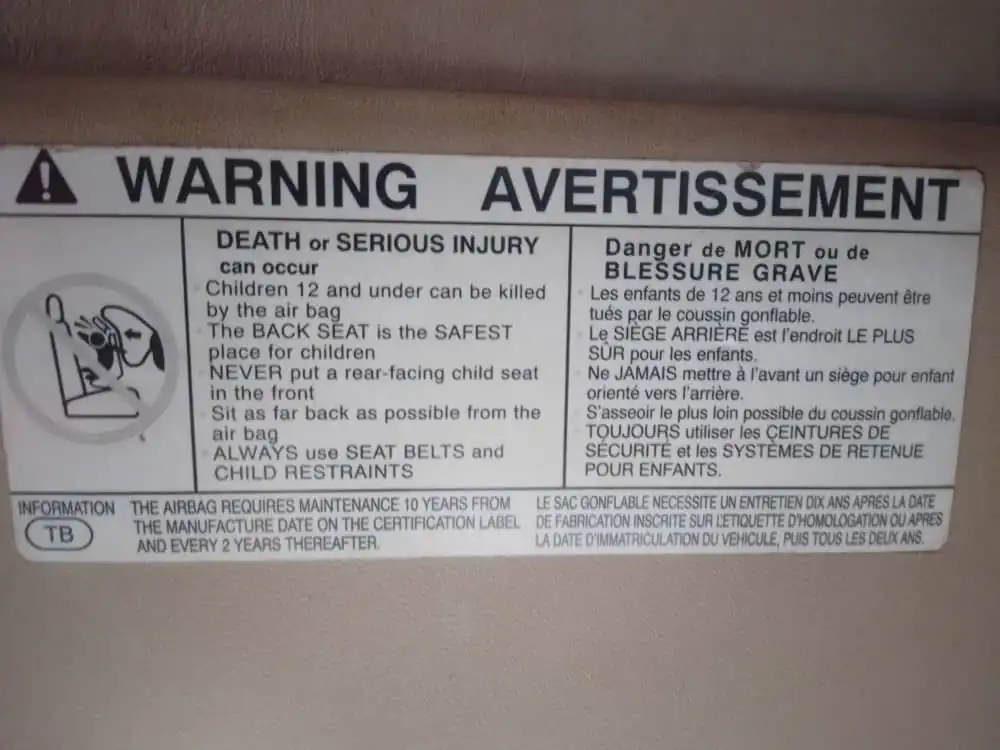 WARNING AVERTISSEMENT
DEATH or SERIOUS INJURY
can occur
Children 12 and under can be killed
by the air bag
The BACK SEAT is the SAFEST
place for children
NEVER put a rear-facing child seat
in the front
Sit as far back as possible from the
air bag
ALWAYS use SEAT BELTS and
CHILD RESTRAINTS
Danger de MORT ou de
BLESSURE GRAVE
Les enfants de 12 ans et moins peuvent être
tués par le coussin gonflable.
Le SIÈGE ARRIÈRE est l'endroit LE PLUS
SÛR pour les enfants.
Ne JAMAIS mettre à l'avant un siège pour enfant
orienté vers l'arrière.
S'asseoir le plus loin possible du coussin gonflable.
TOUJOURS utiliser les CEINTURES DE
SÉCURITÉ et les SYSTÈMES DE RETENUE
POUR ENFANTS.
INFORMATION
TB
THE AIRBAG REQUIRES MAINTENANCE 10 YEARS FROM
THE MANUFACTURE DATE ON THE CERTIFICATION LABEL
AND EVERY 2 YEARS THEREAFTER.
LE SAC GONFLABLE NECESSITE UN ENTRETIEN DIX ANS APRES LA DATE
DE FABRICATION INSCRITE SUR L'ETIQUETTE D'HOMOLOGATION OU APRES
LA DATE D'IMMATRICULATION DU VEHICULE, PUIS TOUS LES DEUX ANS.